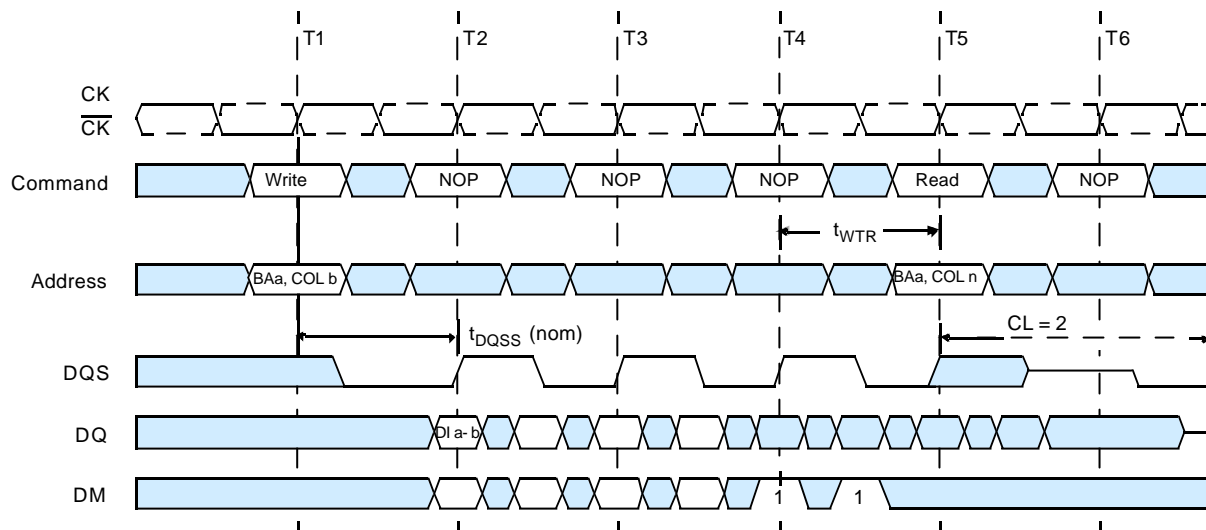 T1 T2 T3 T4 T5 T6
CK
CK
Command Write NOP NOP NOP Read NOP
tWTR
Address BAa, COL b BAa, COL n
tDQSS (nom) CL = 2
DQS
DQ DI a-b
DM 1 1